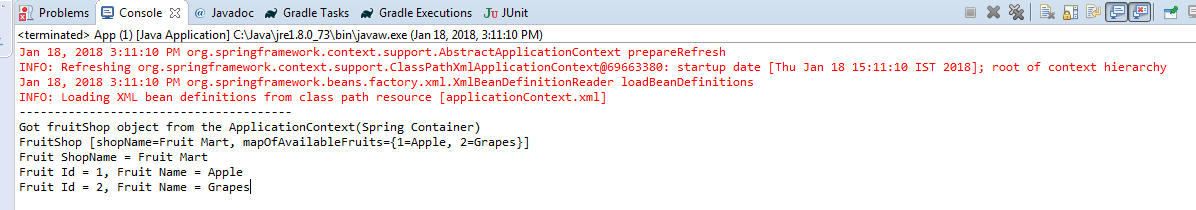 Problems Console Javadoc Gradle Tasks Gradle Executions JUnit
<terminated> App (1) [Java Application] C:\Java\jre1.8.0_73\bin\javaw.exe (Jan 18, 2018, 3:11:10 PM)
Jan 18, 2018 3:11:10 PM org.springframework.context.support.AbstractApplicationContext prepareRefresh
INFO: Refreshing org.springframework.context.support.ClassPathXmlApplicationContext@69663380: startup date [Thu Jan 18 15:11:10 IST 2018]; root of context hierarchy
Jan 18, 2018 3:11:10 PM org.springframework.beans.factory.xml.XmlBeanDefinitionReader loadBeanDefinitions
INFO: Loading XML bean definitions from class path resource [applicationContext.xml]
--------------------------------------
Got fruitShop object from the ApplicationContext(Spring Container)
FruitShop [shopName=Fruit Mart, mapOfAvailableFruits={1=Apple, 2=Grapes}]
Fruit ShopName = Fruit Mart
Fruit Id = 1, Fruit Name = Apple
Fruit Id = 2, Fruit Name = Grapes